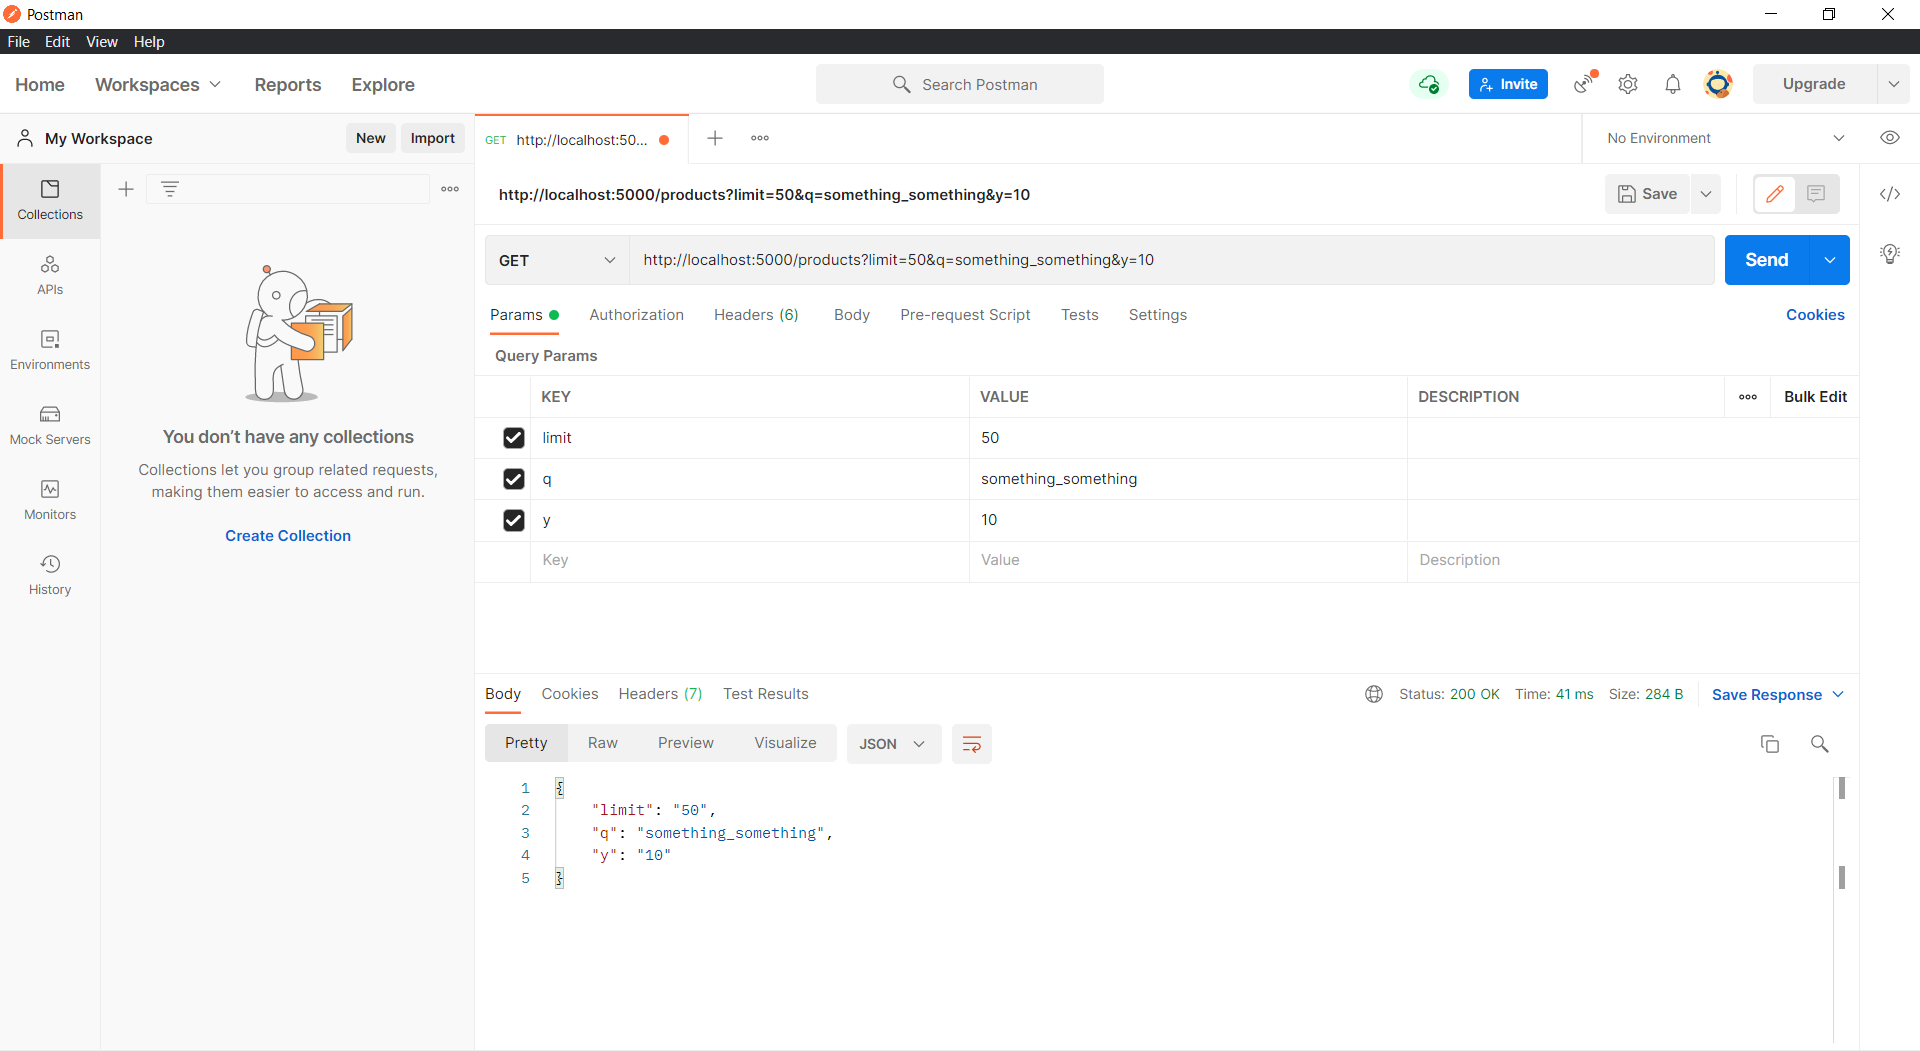 Postman
File Edit View Help
Home Workspaces Reports Explore Search Postman Invite Upgrade
My Workspace New Import GET http://localhost:50... No Environment
Collections
APIs
Environments
Mock Servers
Monitors
History
You don’t have any collections
Collections let you group related requests,
making them easier to access and run.
Create Collection
http://localhost:5000/products?limit=50&q=something_something&y=10 Save
GET http://localhost:5000/products?limit=50&q=something_something&y=10 Send
Params Authorization Headers (6) Body Pre-request Script Tests Settings Cookies
Query Params
KEY VALUE DESCRIPTION Bulk Edit
limit 50
q something_something
y 10
Key Value Description
Body Cookies Headers (7) Test Results Status: 200 OK Time: 41 ms Size: 284 B Save Response
Pretty Raw Preview Visualize JSON
1 {
2 "limit": "50",
3 "q": "something_something",
4 "y": "10"
5 }